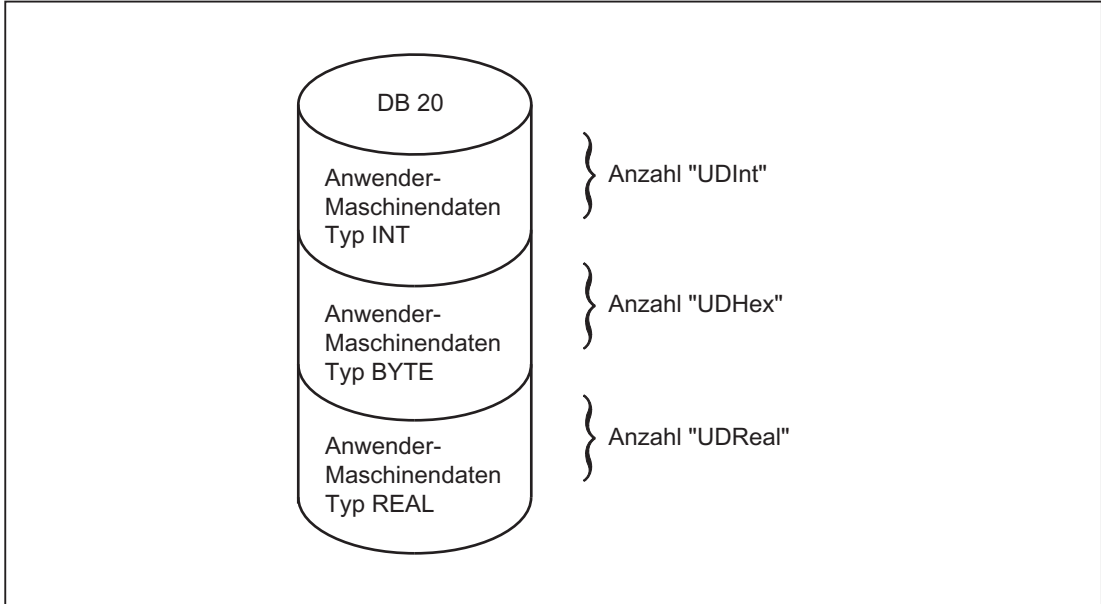 DB 20
Anwender-
Maschinendaten
Typ INT
Anzahl "UDInt"
Anwender-
Maschinendaten
Typ BYTE
Anzahl "UDHex"
Anwender-
Maschinendaten
Typ REAL
Anzahl "UDReal"